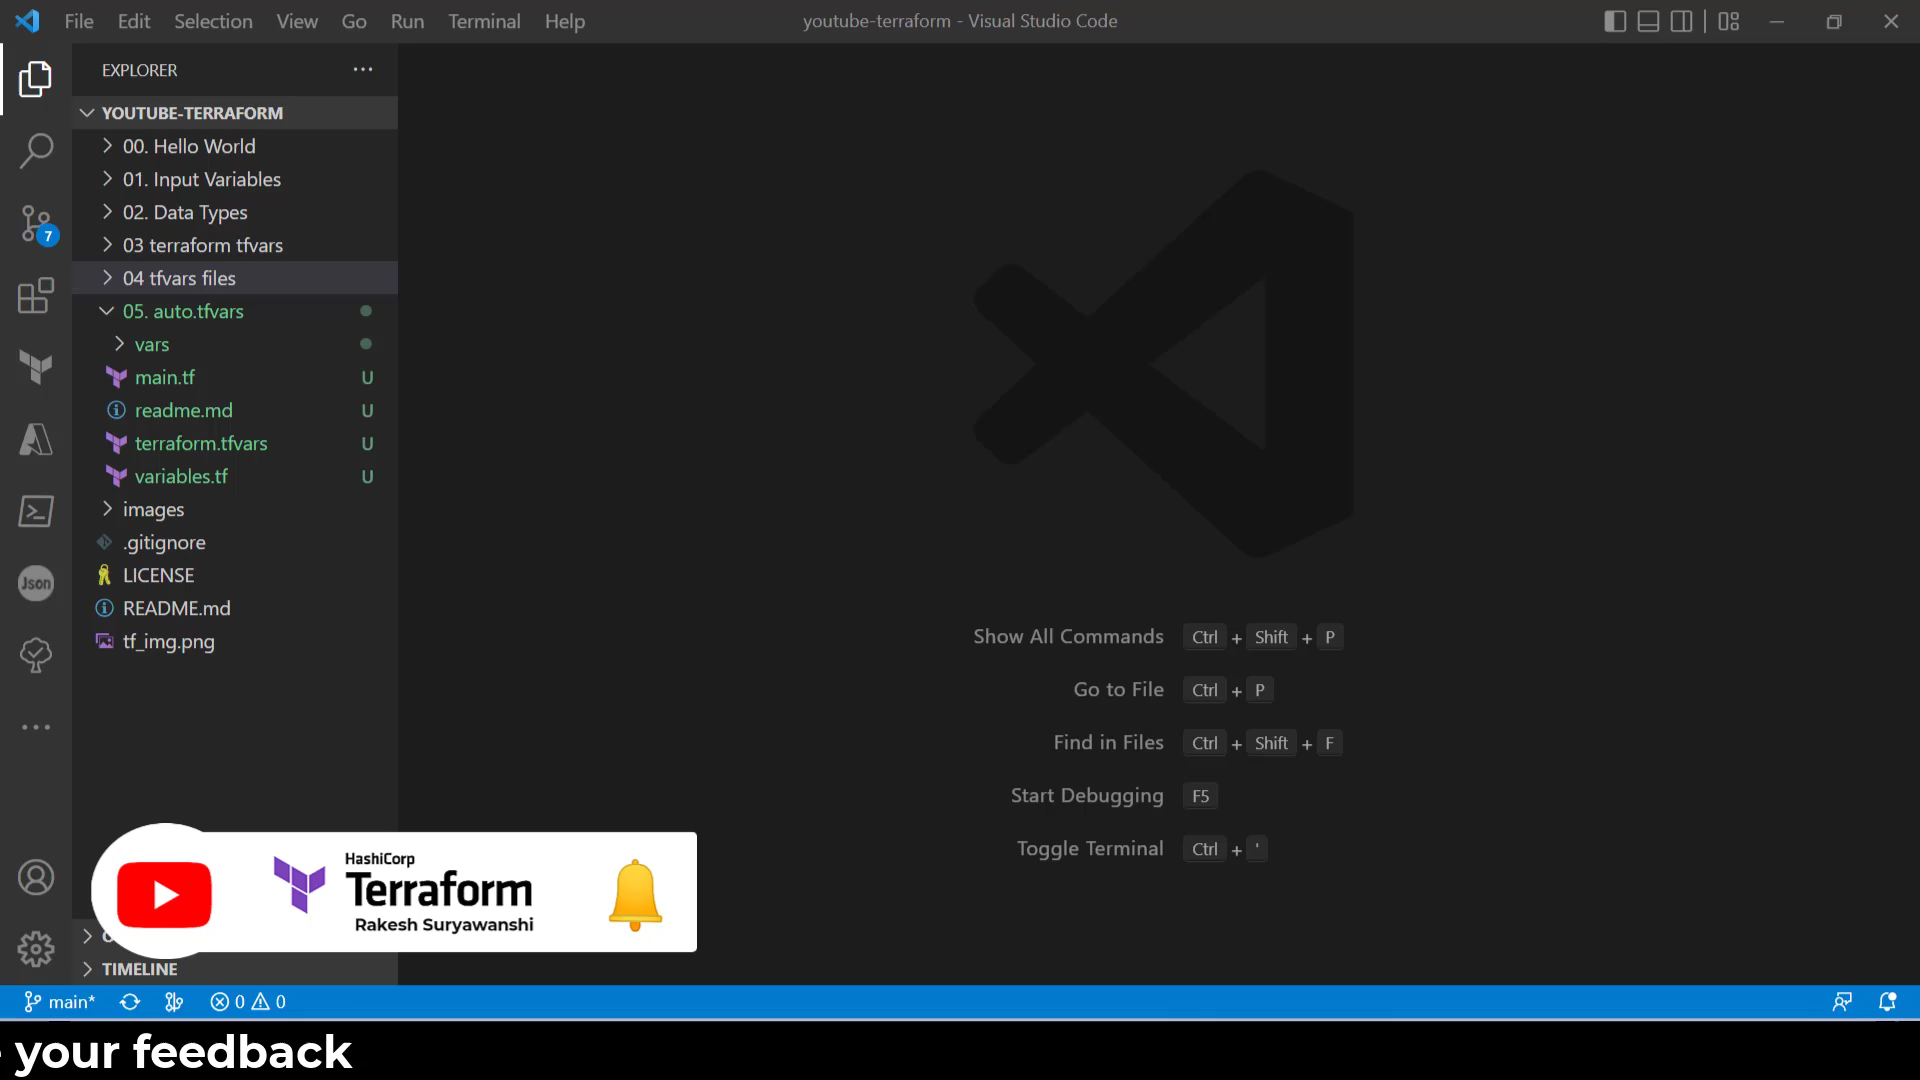 File Edit Selection View Go Run Terminal Help
youtube-terraform - Visual Studio Code
EXPLORER
YOUTUBE-TERRAFORM
00. Hello World
01. Input Variables
02. Data Types
03 terraform tfvars
04 tfvars files
05. auto.tfvars
vars
main.tf U
readme.md U
terraform.tfvars U
variables.tf U
images
.gitignore
LICENSE
README.md
tf_img.png
7
Json
Show All Commands Ctrl + Shift + P
Go to File Ctrl + P
Find in Files Ctrl + Shift + F
Start Debugging F5
Toggle Terminal Ctrl + '
HashiCorp
Terraform
Rakesh Suryawanshi
TIMELINE
main* 0 0
your feedback